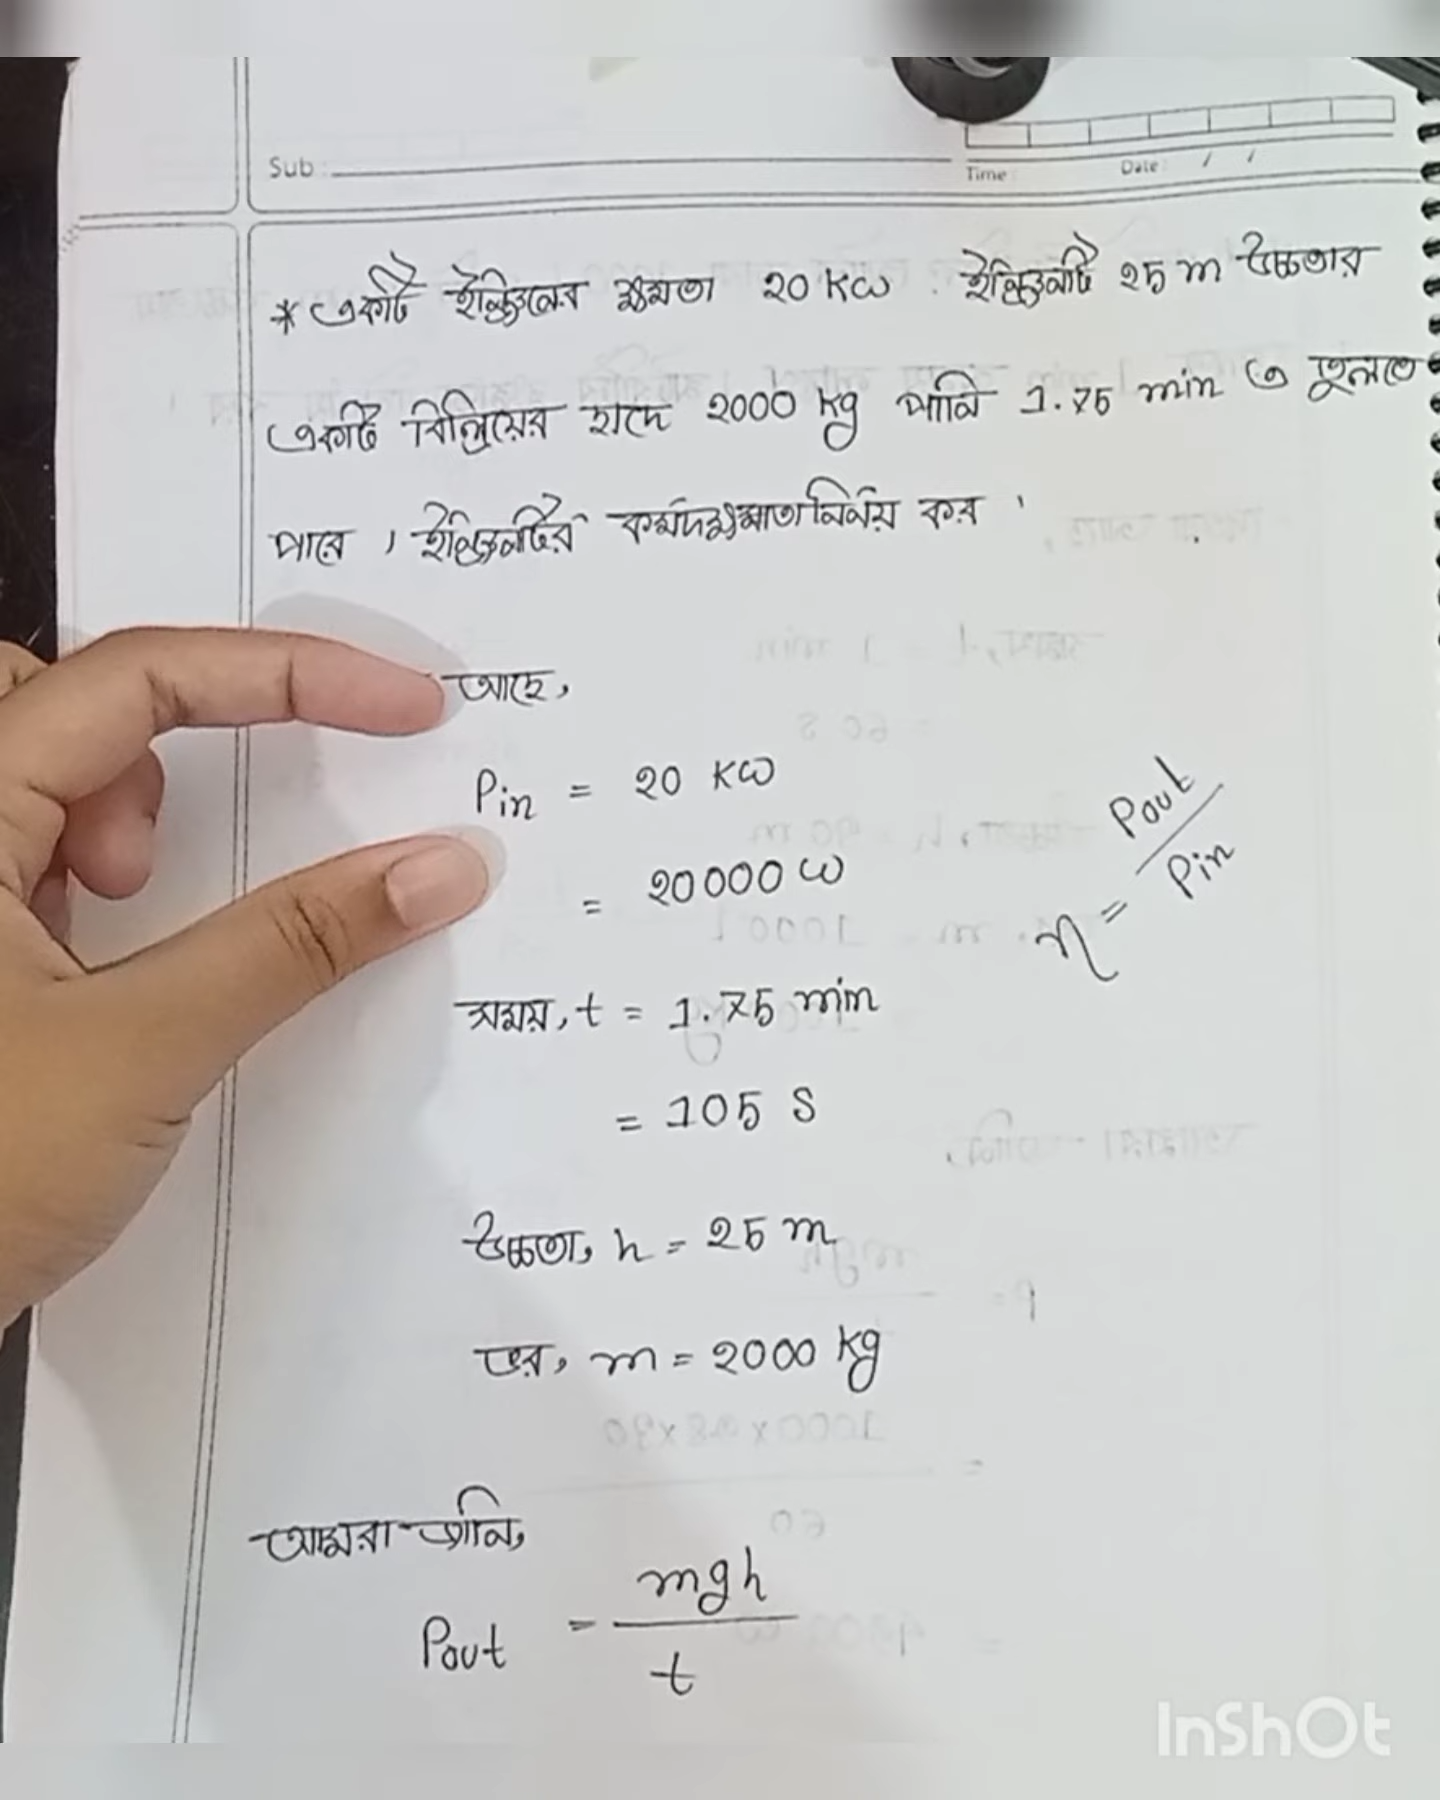 Sub :
Time :
Date : / /
* একটি ইঞ্জিনের ক্ষমতা 20 KW . ইঞ্জিনটি 25 m উচ্চতার
একটি বিল্ডিংয়ের ছাদে 2000 kg পানি 1.75 min এ তুলতে
পারে । ইঞ্জিনটির কর্মদক্ষমাতা নির্নয় কর ।
আছে,
Pin = 20 KW
= 20000 W
η = Pout / Pin
সময়, t = 1.75 min
= 105 S
উচ্চতা, h = 25 m
ভর, m = 2000 kg
আমরা জানি,
Pout = mgh / t
InShOt